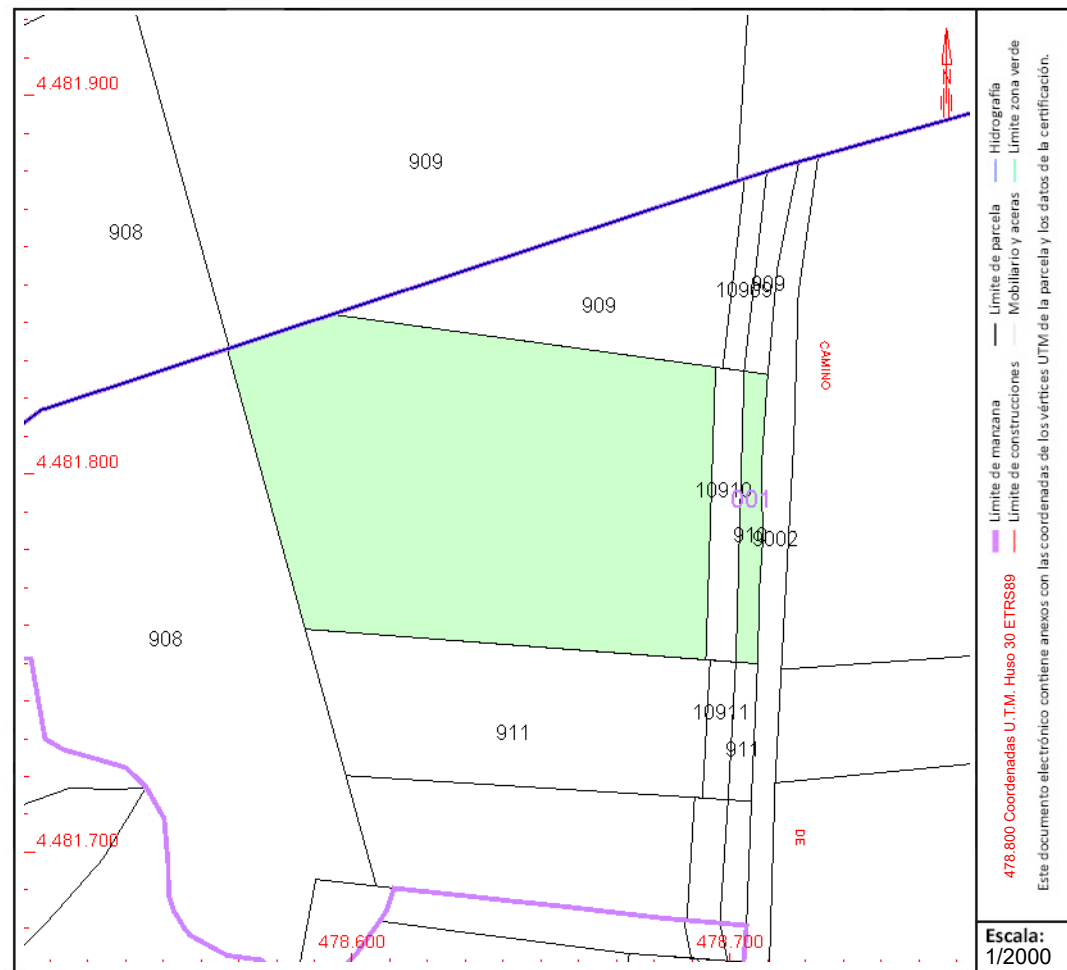 4.481.900
909
908
10909
909
909
CAMINO
4.481.800
10910
001
910
9002
908
10911
911
911
4.481.700
DE
478.600
478.700
N
Límite de manzana
Límite de parcela
Hidrografía
Límite de construcciones
Mobiliario y aceras
Límite zona verde
478.800 Coordenadas U.T.M. Huso 30 ETRS89
Este documento electrónico contiene anexos con las coordenadas de los vértices UTM de la parcela y los datos de la certificación.
Escala:
1/2000